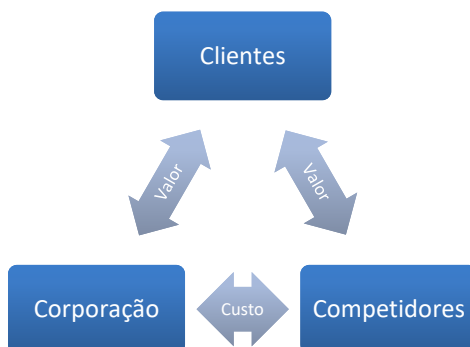 Clientes
Valor
Valor
Corporação
Custo
Competidores